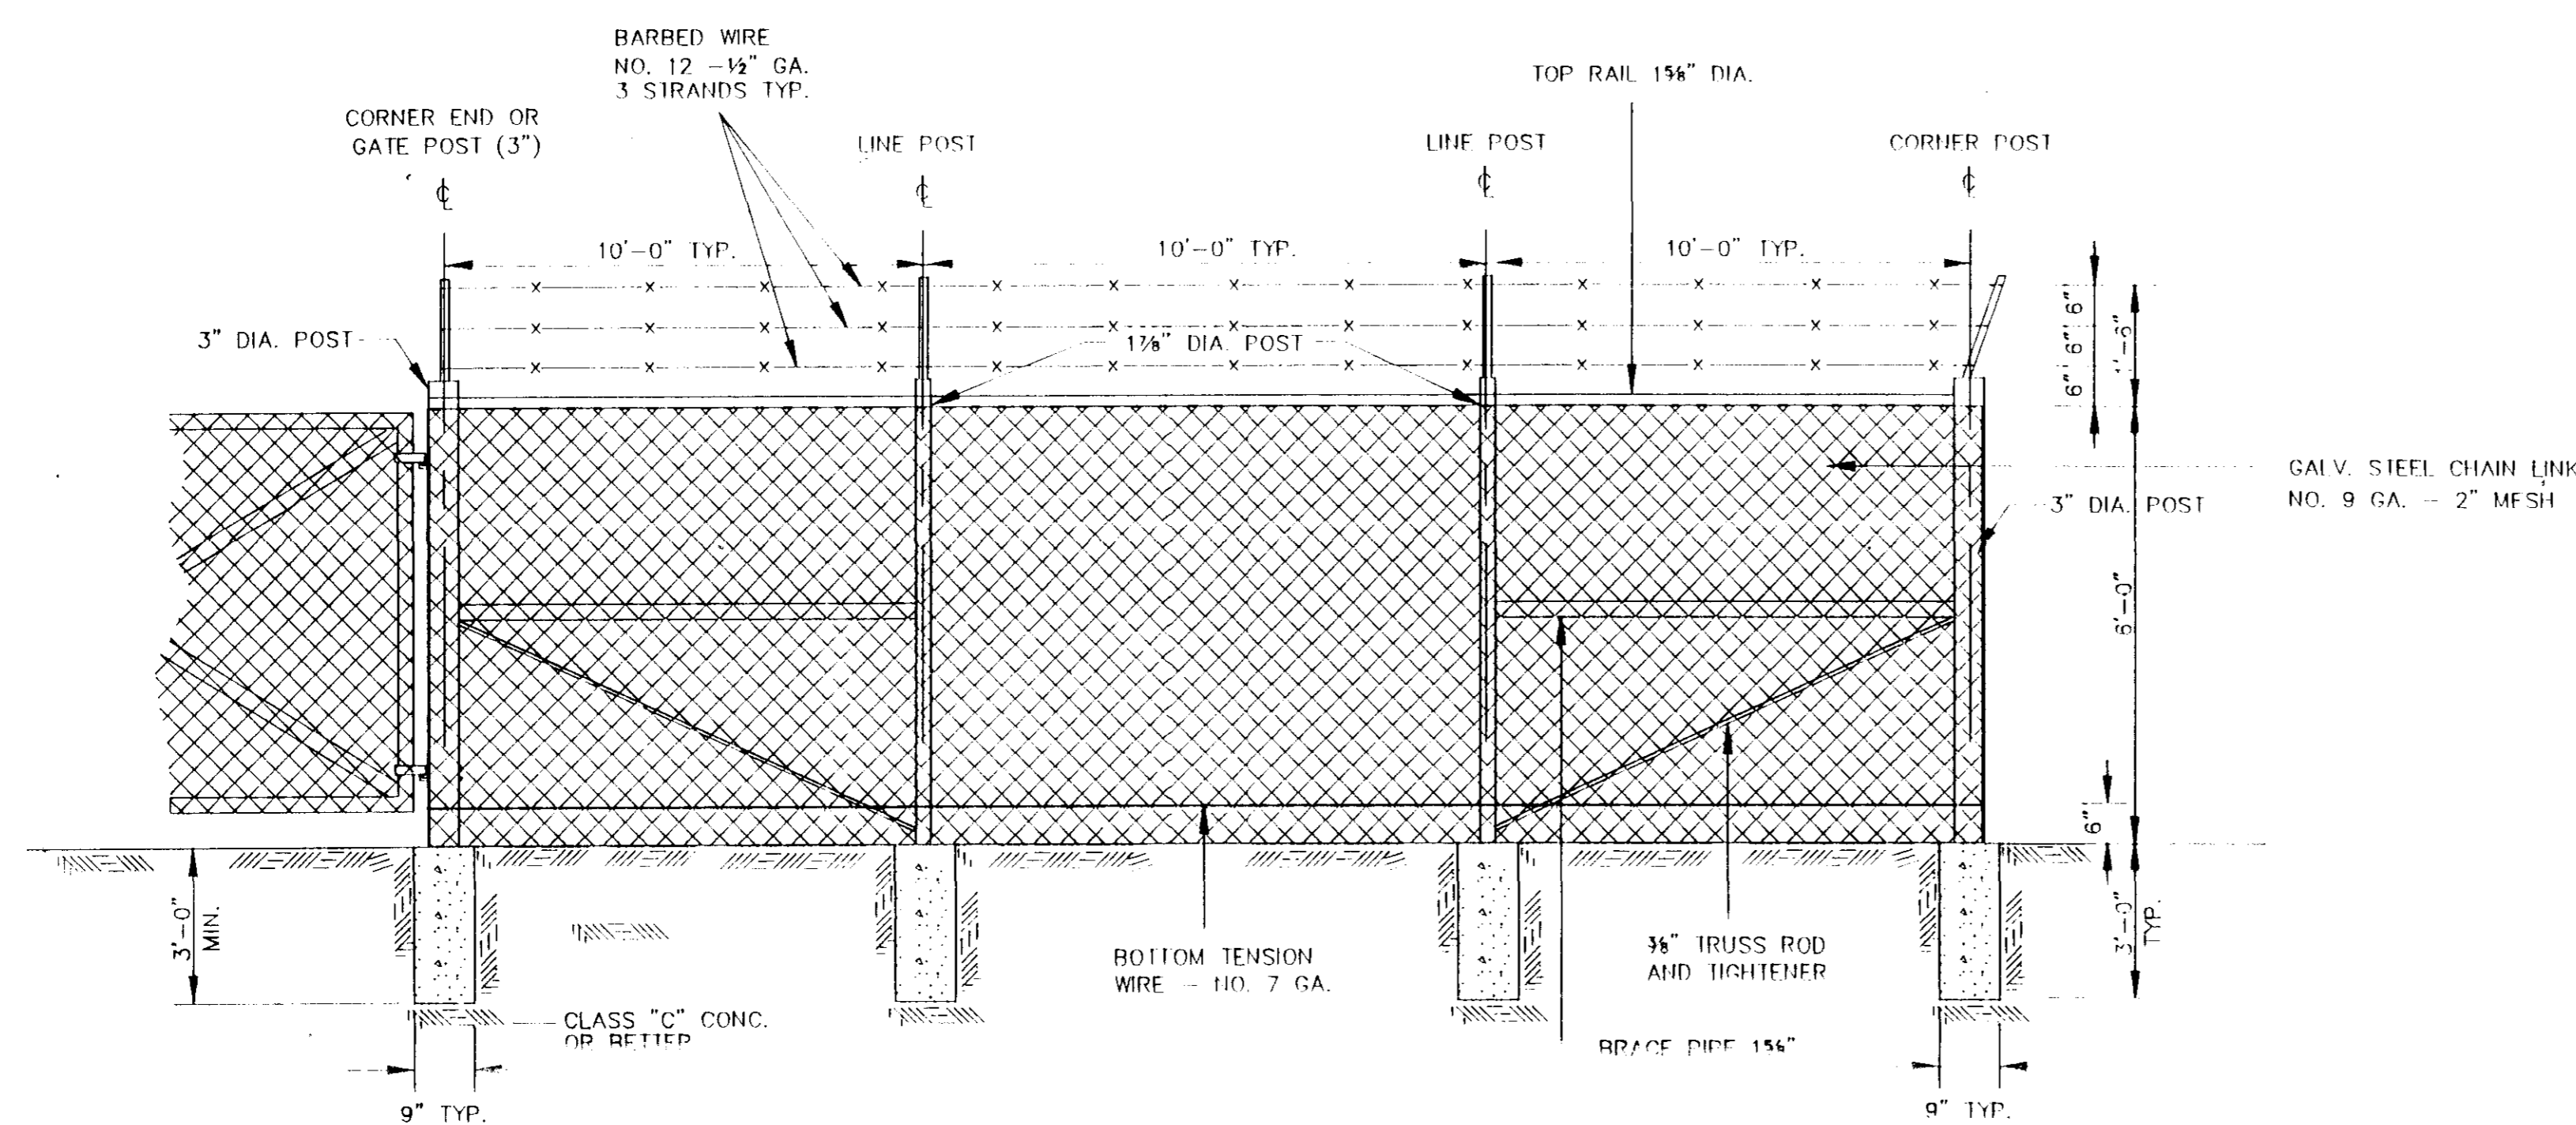 BARBED WIRE
NO. 12 -½" GA.
3 STRANDS TYP.
TOP RAIL 1⅝" DIA.
CORNER END OR
GATE POST (3")
LINE POST
LINE POST
CORNER POST
℄
℄
℄
℄
10'-0" TYP.
10'-0" TYP.
10'-0" TYP.
3" DIA. POST
1⅞" DIA. POST
6"
6"
6"
GALV. STEEL CHAIN LINK
NO. 9 GA. - 2" MESH
3" DIA. POST
6'-0"
6"
3'-0"
MIN.
3'-0"
TYP.
BOTTOM TENSION
WIRE - NO. 7 GA.
⅜" TRUSS ROD
AND TIGHTENER
CLASS "C" CONC.
OR BETTER
BRACE PIPE 1⅝"
9" TYP.
9" TYP.